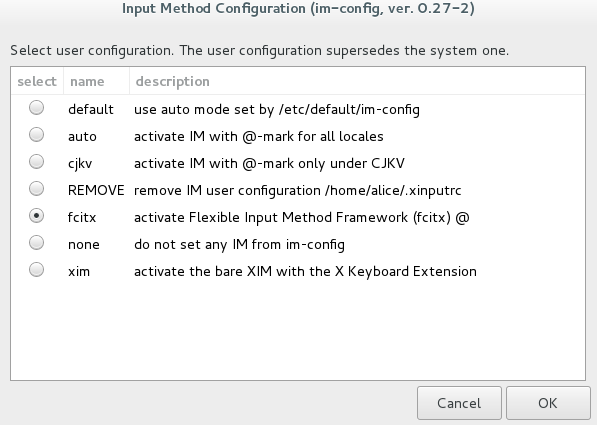 Input Method Configuration (im-config, ver. 0.27-2)
Select user configuration. The user configuration supersedes the system one.
select name description
default use auto mode set by /etc/default/im-config
auto activate IM with @-mark for all locales
cjkv activate IM with @-mark only under CJKV
REMOVE remove IM user configuration /home/alice/.xinputrc
fcitx activate Flexible Input Method Framework (fcitx) @
none do not set any IM from im-config
xim activate the bare XIM with the X Keyboard Extension
Cancel OK